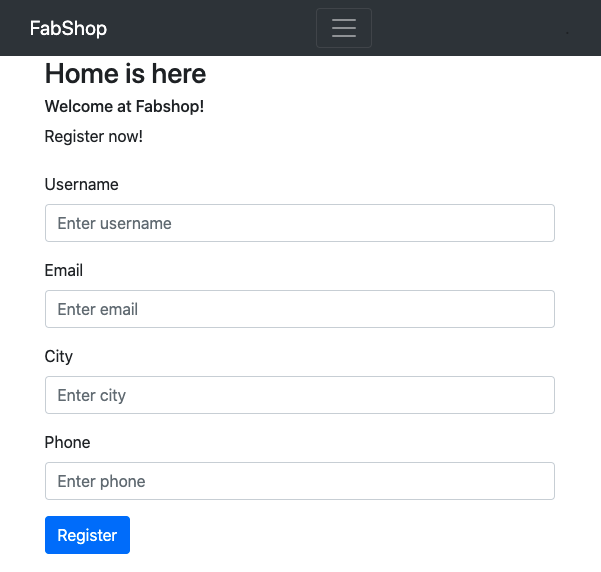 FabShop
Home is here
Welcome at Fabshop!
Register now!
Username
Enter username
Email
Enter email
City
Enter city
Phone
Enter phone
Register